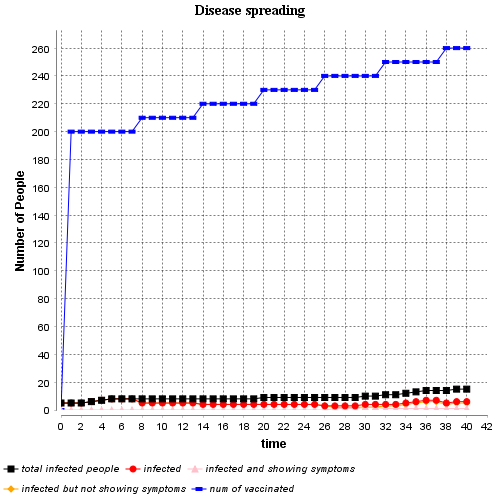 Disease spreading
260
240
220
200
180
160
140
120
100
80
60
40
20
0
Number of People
0 2 4 6 8 10 12 14 16 18 20 22 24 26 28 30 32 34 36 38 40 42
time
total infected people infected infected and showing symptoms
infected but not showing symptoms num of vaccinated